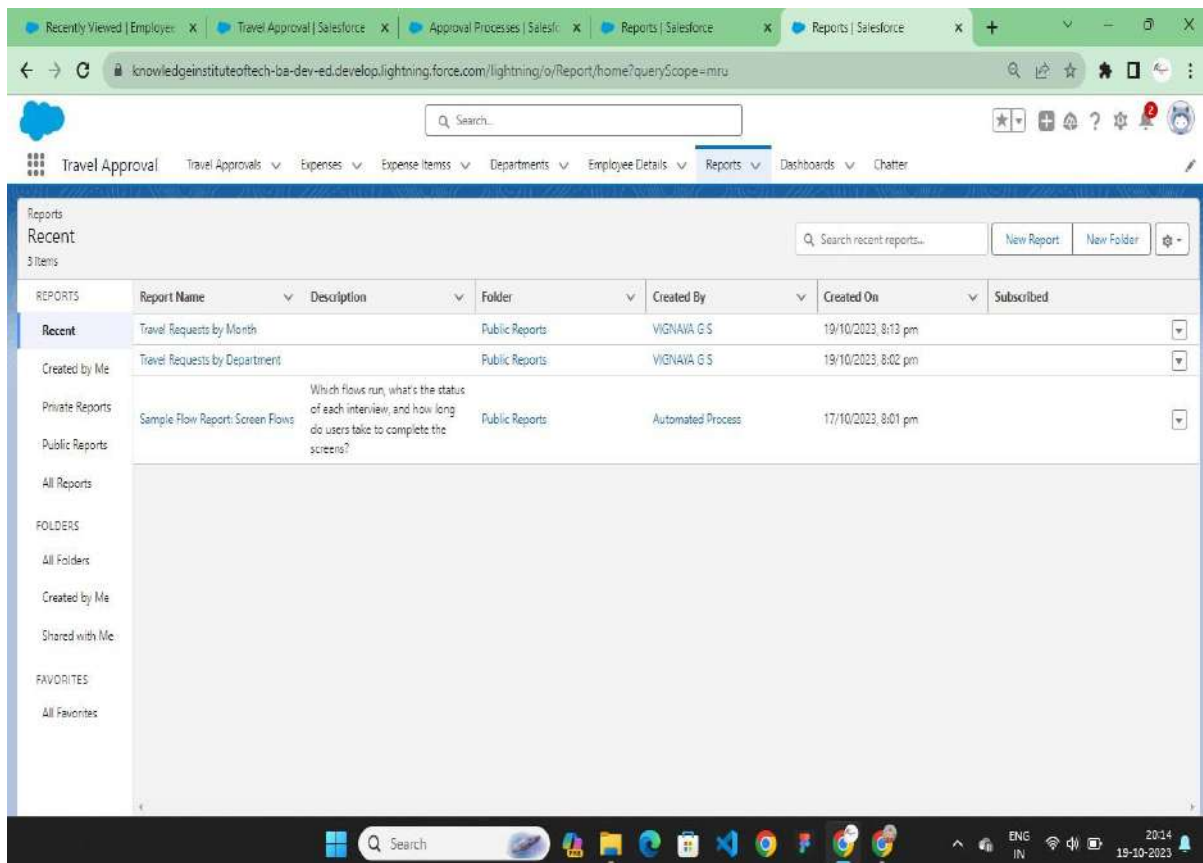 Recently Viewed | Employee
Travel Approval | Salesforce
Approval Processes | Salesfc
Reports | Salesforce
Reports | Salesforce
knowledgeinstituteoftech-ba-dev-ed.develop.lightning.force.com/lightning/o/Report/home?queryScope=mru
Search...
2
Travel Approval
Travel Approvals
Expenses
Expense Itemss
Departments
Employee Details
Reports
Dashboards
Chatter
Reports
Recent
3 items
Search recent reports...
New Report
New Folder
REPORTS
Report Name
Description
Folder
Created By
Created On
Subscribed
Recent
Travel Requests by Month
Public Reports
VIGNAYA G S
19/10/2023, 8:13 pm
Created by Me
Travel Requests by Department
Public Reports
VIGNAYA G S
19/10/2023, 8:02 pm
Private Reports
Sample Flow Report: Screen Flows
Which flows run, what's the status
of each interview, and how long
do users take to complete the
screens?
Public Reports
Automated Process
17/10/2023, 8:01 pm
Public Reports
All Reports
FOLDERS
All Folders
Created by Me
Shared with Me
FAVORITES
All Favorites
Search
ENG
IN
20:14
19-10-2023